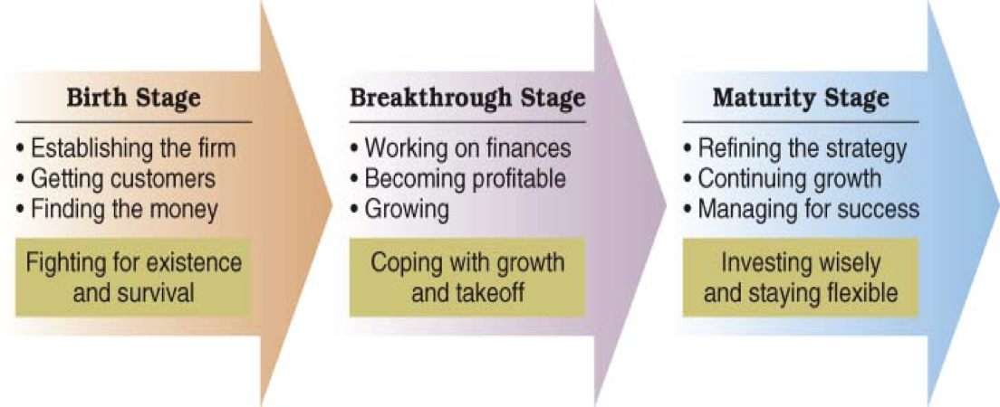 Birth Stage
• Establishing the firm
• Getting customers
• Finding the money
Fighting for existence
and survival
Breakthrough Stage
• Working on finances
• Becoming profitable
• Growing
Coping with growth
and takeoff
Maturity Stage
• Refining the strategy
• Continuing growth
• Managing for success
Investing wisely
and staying flexible